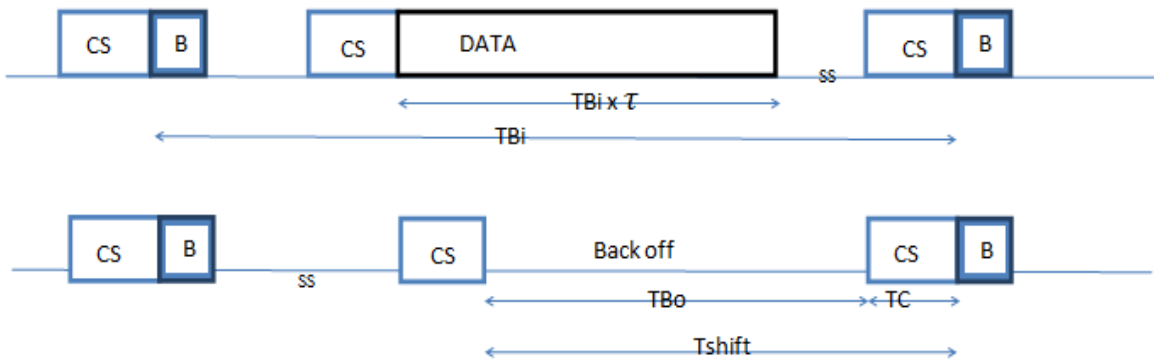 CS B CS DATA CS B
ss
TBi x τ
TBi
CS B CS Back off CS B
ss
TBo TC
Tshift